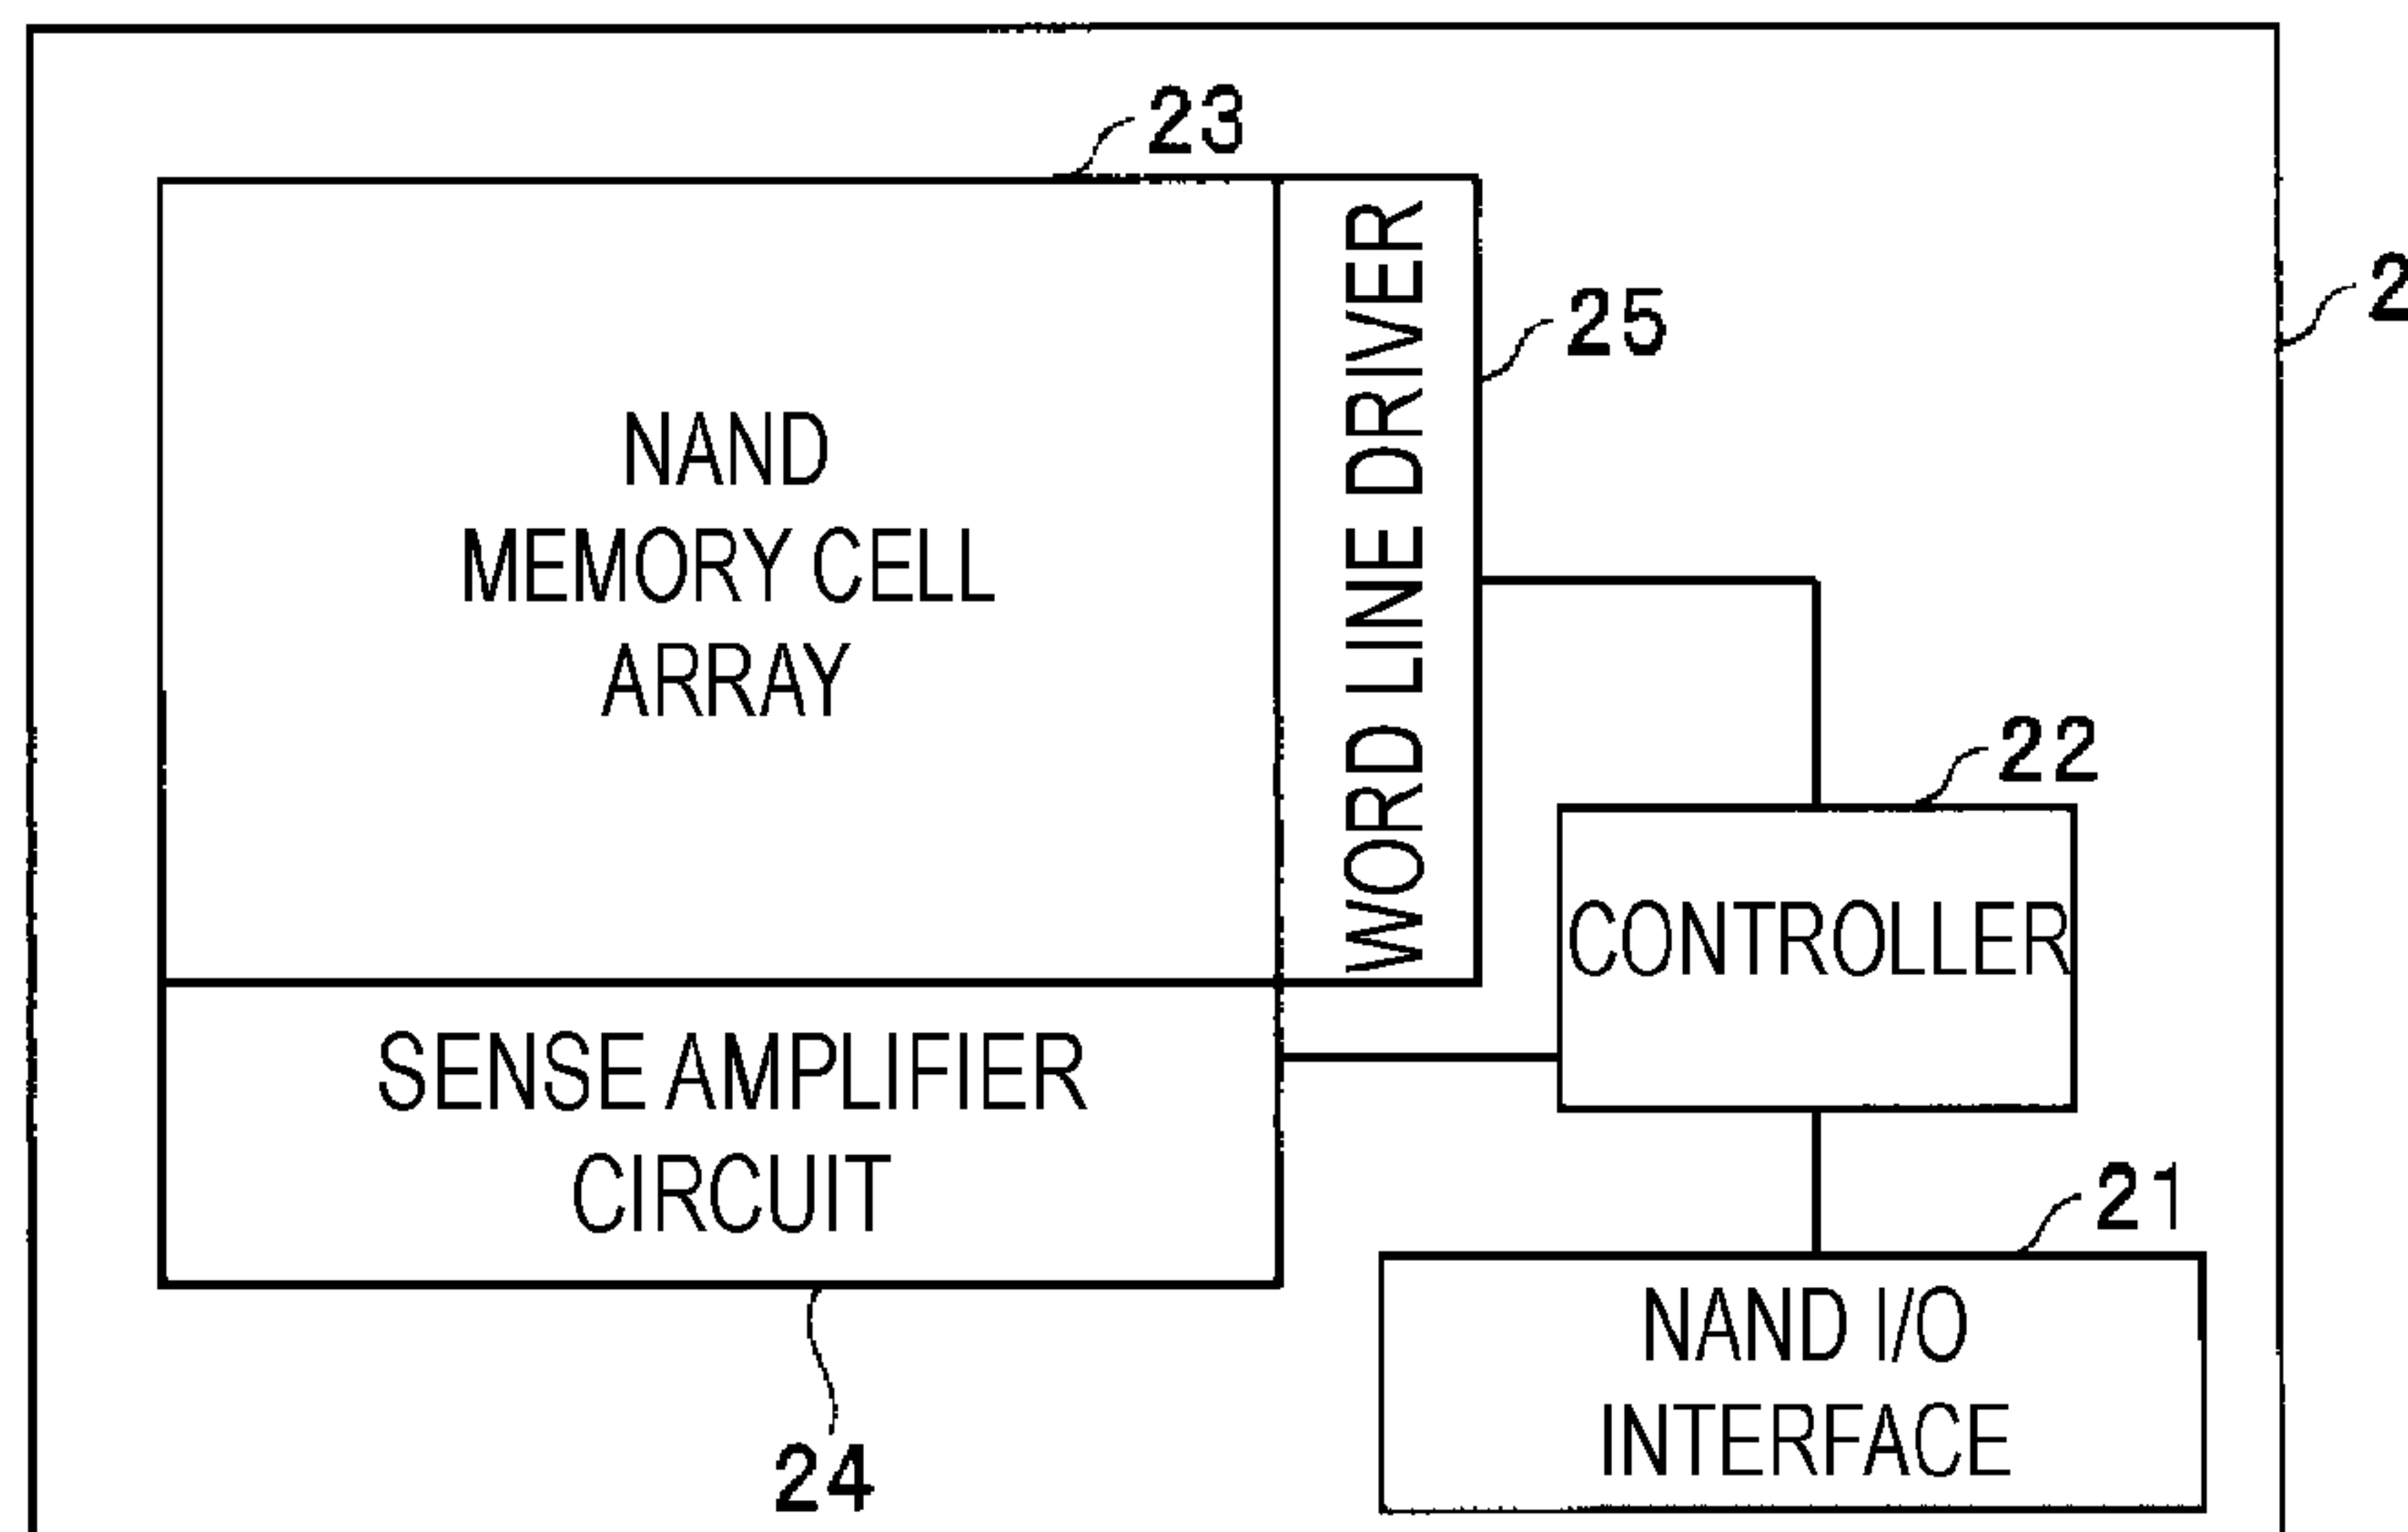 23
2
25
NAND
MEMORY CELL
ARRAY
WORD LINE DRIVER
22
CONTROLLER
SENSE AMPLIFIER
CIRCUIT
21
NAND I/O
INTERFACE
24